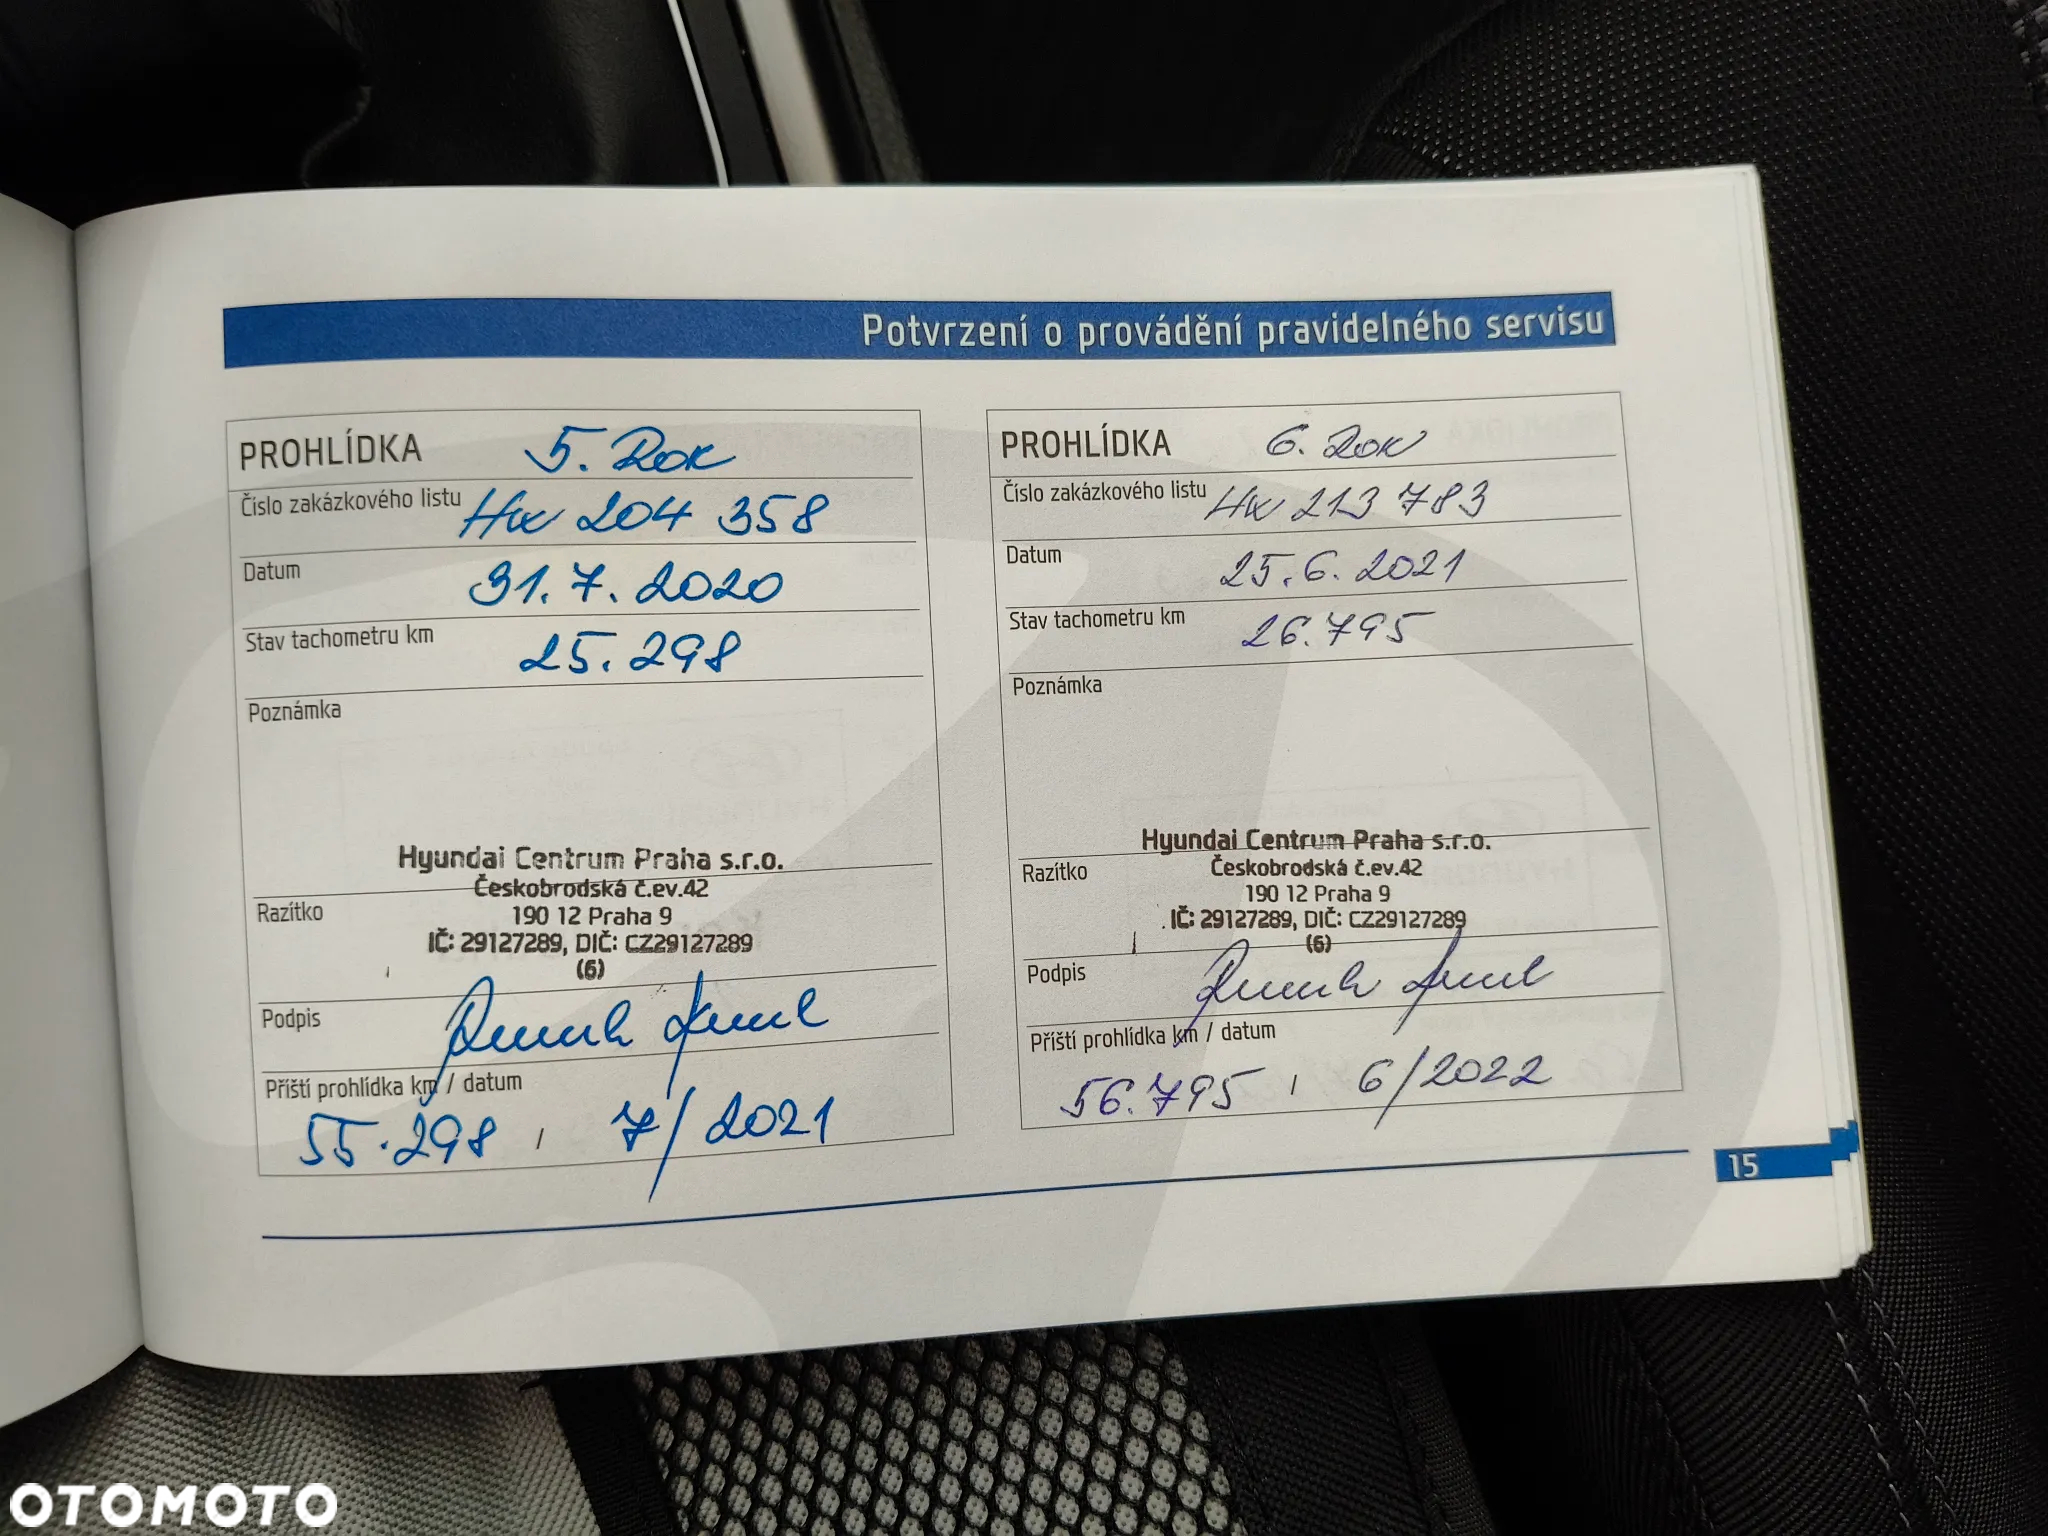 Potvrzení o provádění pravidelného servisu
PROHLÍDKA 5. Rok
Číslo zakázkového listu HW 204 358
Datum 31.7.2020
Stav tachometru km 25.298
Poznámka
Hyundai Centrum Praha s.r.o.
Českobrodská č.ev.42
190 12 Praha 9
IČ: 29127289, DIČ: CZ29127289
(6)
Razítko
Podpis
Příští prohlídka km / datum
55.298 / 7/2021
PROHLÍDKA 6. Rok
Číslo zakázkového listu HW 213 783
Datum 25.6.2021
Stav tachometru km 26.795
Poznámka
Hyundai Centrum Praha s.r.o.
Českobrodská č.ev.42
190 12 Praha 9
IČ: 29127289, DIČ: CZ29127289
(6)
Razítko
Podpis
Příští prohlídka km / datum
56.795 / 6/2022
15
OTOMOTO